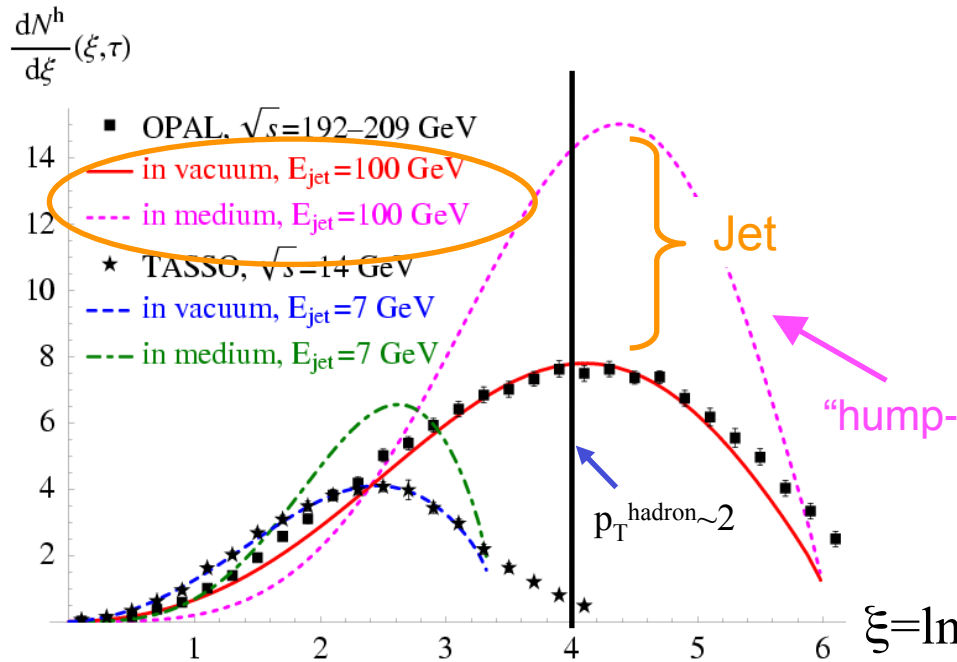 dN^h/dξ (ξ,τ)
OPAL, √s=192–209 GeV
in vacuum, E_jet=100 GeV
in medium, E_jet=100 GeV
TASSO, √s=14 GeV
in vacuum, E_jet=7 GeV
in medium, E_jet=7 GeV
14
12
10
8
6
4
2
Jet
“hump-
p_T^hadron~2
1 2 3 4 5 6
ξ=ln